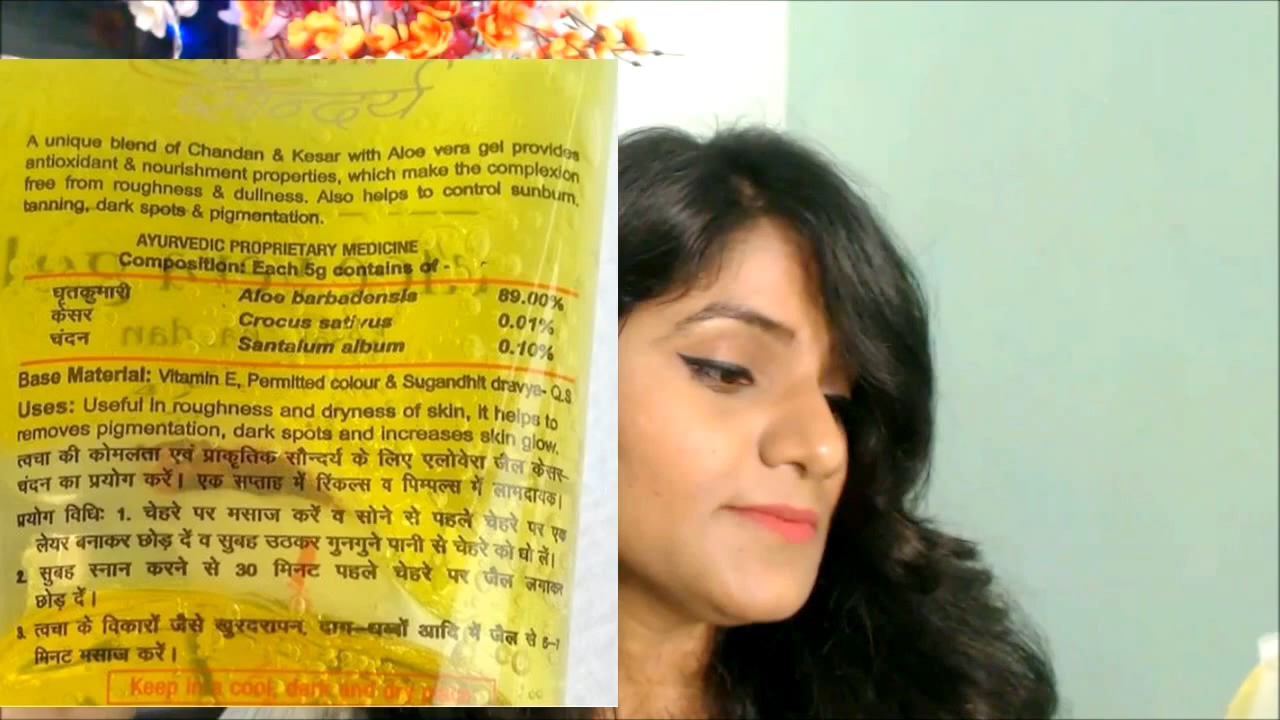 सौन्दर्य
A unique blend of Chandan & Kesar with Aloe vera gel provides
antioxidant & nourishment properties, which make the complexion
free from roughness & dullness. Also helps to control sunburn,
tanning, dark spots & pigmentation.
AYURVEDIC PROPRIETARY MEDICINE
Composition: Each 5g contains of -
घृतकुमारी Aloe barbadensis 89.00%
केसर Crocus sativus 0.01%
चंदन Santalum album 0.10%
Base Material: Vitamin E, Permitted colour & Sugandhit dravya- Q.S
Uses: Useful in roughness and dryness of skin, it helps to
removes pigmentation, dark spots and increases skin glow.
त्वचा की कोमलता एवं प्राकृतिक सौन्दर्य के लिए एलोवेरा जैल केसर-
चंदन का प्रयोग करें। एक सप्ताह में रिंकल्स व पिम्पल्स में लाभदायक।
प्रयोग विधिः 1. चेहरे पर मसाज करें व सोने से पहले चेहरे पर एक
लेयर बनाकर छोड़ दें व सुबह उठकर गुनगुने पानी से चेहरे को धो लें।
2. सुबह स्नान करने से 30 मिनट पहले चेहरे पर जैल लगाकर
छोड़ दें।
3. त्वचा के विकारों जैसे खुरदरापन, दाग-धब्बों आदि में जैल से 5-7
मिनट मसाज करें।
Keep in a cool, dark and dry place